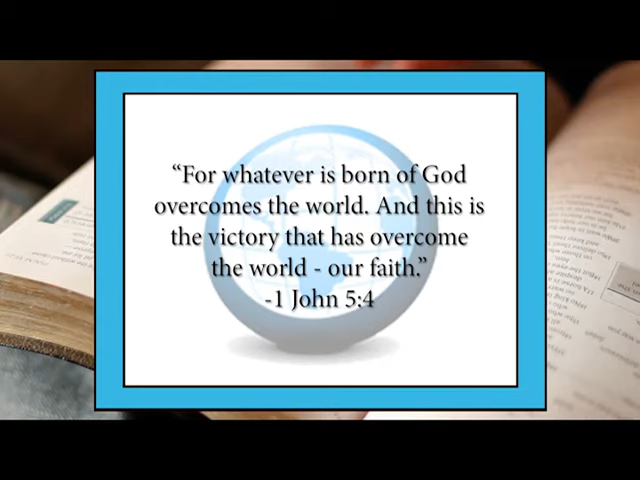 “For whatever is born of God
overcomes the world. And this is
the victory that has overcome
the world - our faith.”
-1 John 5:4